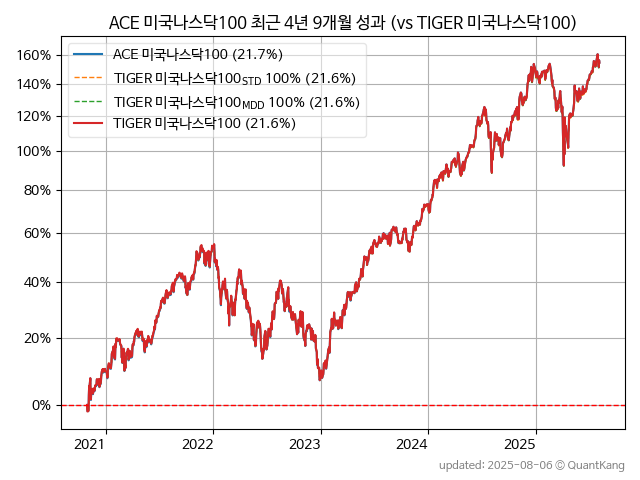 ACE 미국나스닥100 최근 4년 9개월 성과 (vs TIGER 미국나스닥100)
ACE 미국나스닥100 (21.7%)
TIGER 미국나스닥100STD 100% (21.6%)
TIGER 미국나스닥100MDD 100% (21.6%)
TIGER 미국나스닥100 (21.6%)
160%
140%
120%
100%
80%
60%
40%
20%
0%
2021 2022 2023 2024 2025
updated: 2025-08-06 © QuantKang